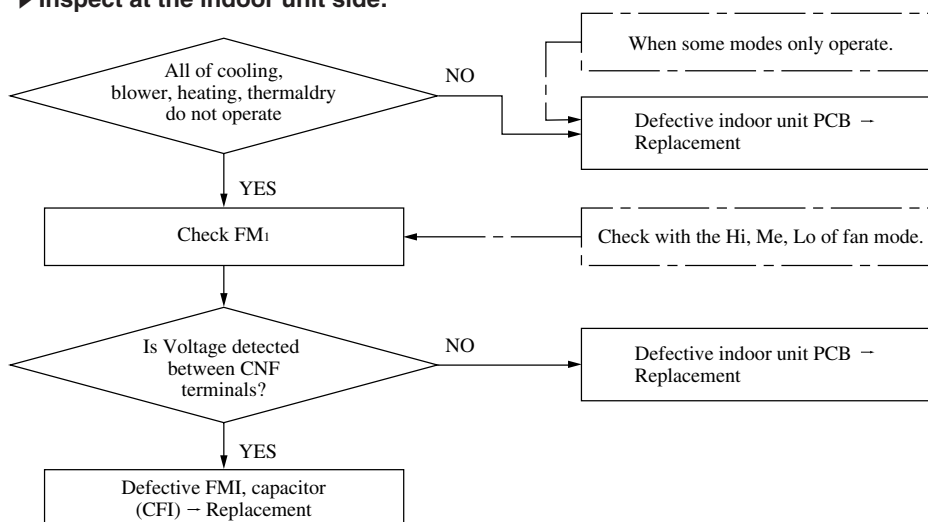 ▶Inspect at the indoor unit side.
When some modes only operate.
All of cooling,
blower, heating, thermaldry
do not operate
NO
Defective indoor unit PCB →
Replacement
YES
Check FM1
Check with the Hi, Me, Lo of fan mode.
Is Voltage detected
between CNF
terminals?
NO
Defective indoor unit PCB →
Replacement
YES
Defective FMI, capacitor
(CFI) → Replacement